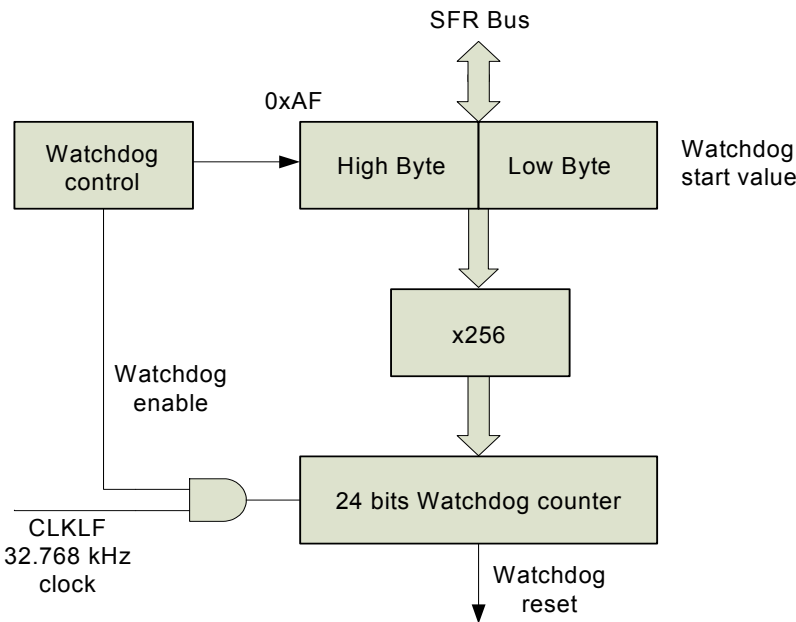 SFR Bus
0xAF
Watchdog
control
High Byte
Low Byte
Watchdog
start value
x256
Watchdog
enable
24 bits Watchdog counter
CLKLF
32.768 kHz
clock
Watchdog
reset